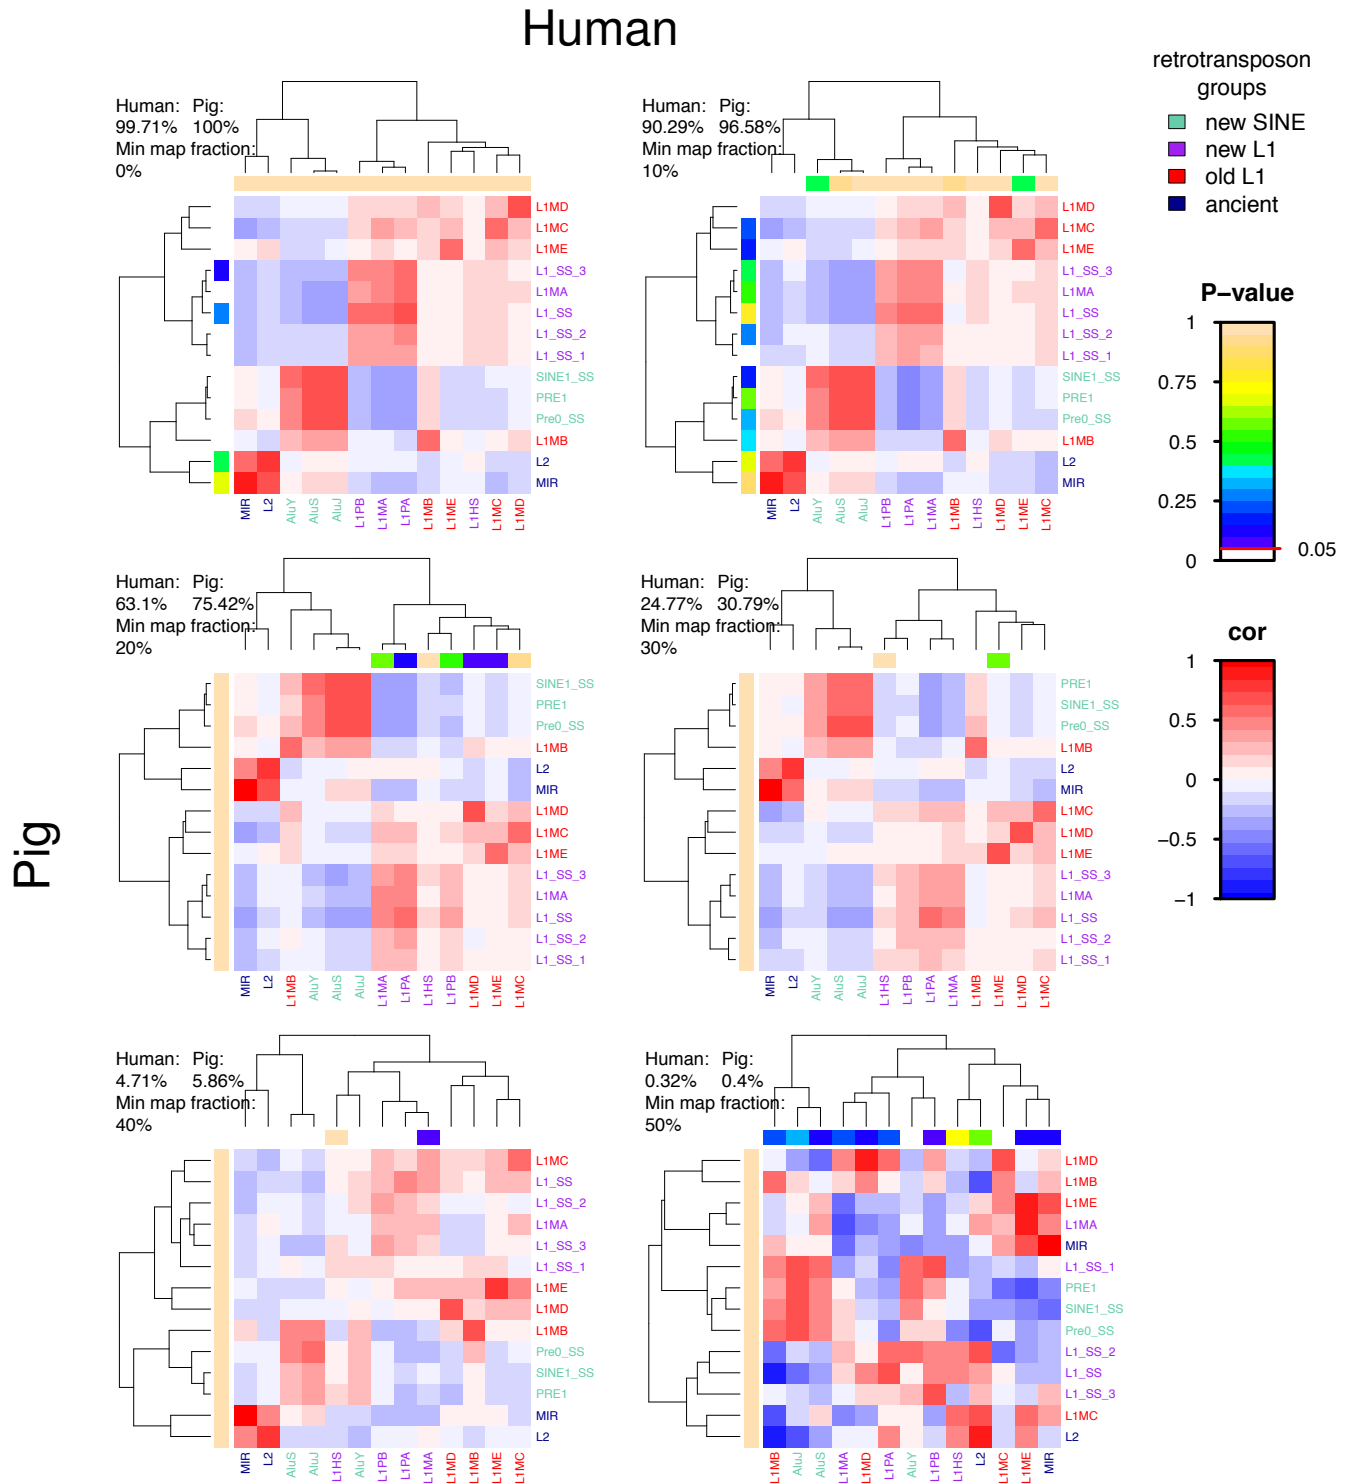 Human
Pig
retrotransposon
groups
new SINE
new L1
old L1
ancient
P−value
1
0.75
0.5
0.25
0
0.05
cor
1
0.5
0
−0.5
−1
Human: Pig:
99.71% 100%
Min map fraction:
0%
L1MD
L1MC
L1ME
L1_SS_3
L1MA
L1_SS
L1_SS_2
L1_SS_1
SINE1_SS
PRE1
Pre0_SS
L1MB
L2
MIR
MIR L2 AluY AluS AluJ L1PB L1MA L1PA L1MB L1ME L1HS L1MC L1MD
Human: Pig:
90.29% 96.58%
Min map fraction:
10%
L1MD
L1MC
L1ME
L1_SS_3
L1MA
L1_SS
L1_SS_2
L1_SS_1
SINE1_SS
PRE1
Pre0_SS
L1MB
L2
MIR
MIR L2 AluY AluS AluJ L1PB L1PA L1MA L1MB L1HS L1MD L1ME L1MC
Human: Pig:
63.1% 75.42%
Min map fraction:
20%
SINE1_SS
PRE1
Pre0_SS
L1MB
L2
MIR
L1MD
L1MC
L1ME
L1_SS_3
L1MA
L1_SS
L1_SS_2
L1_SS_1
MIR L2 L1MB AluY AluS AluJ L1MA L1PA L1HS L1PB L1MD L1ME L1MC
Human: Pig:
24.77% 30.79%
Min map fraction:
30%
PRE1
SINE1_SS
Pre0_SS
L1MB
L2
MIR
L1MC
L1MD
L1ME
L1_SS_3
L1MA
L1_SS
L1_SS_2
L1_SS_1
MIR L2 AluY AluS AluJ L1HS L1PB L1PA L1MA L1MB L1ME L1MD L1MC
Human: Pig:
4.71% 5.86%
Min map fraction:
40%
L1MC
L1_SS
L1_SS_2
L1MA
L1_SS_3
L1_SS_1
L1ME
L1MD
L1MB
Pre0_SS
SINE1_SS
PRE1
MIR
L2
MIR L2 AluS AluJ L1HS AluY L1PB L1PA L1MA L1MD L1MB L1ME L1MC
Human: Pig:
0.32% 0.4%
Min map fraction:
50%
L1MD
L1MB
L1ME
L1MA
MIR
L1_SS_1
PRE1
SINE1_SS
Pre0_SS
L1_SS_2
L1_SS
L1_SS_3
L1MC
L2
L1MB AluJ AluS L1MA L1MD L1PA AluY L1PB L1HS L2 L1MC L1ME MIR